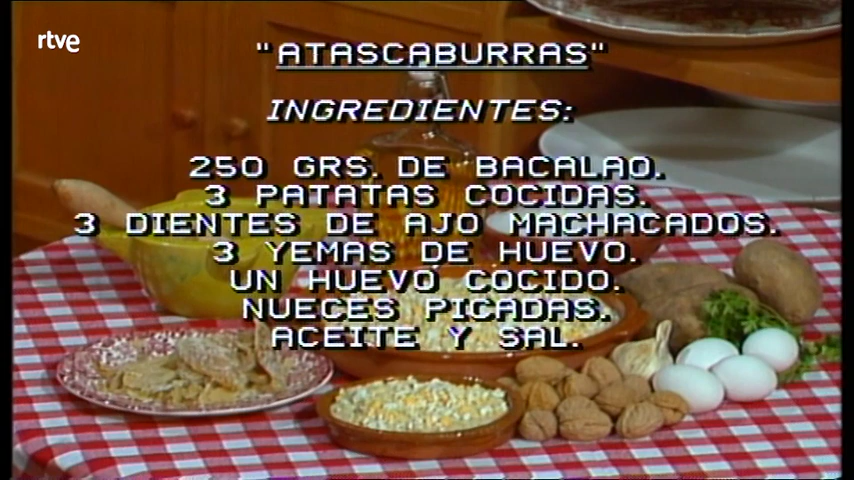 rtve
"ATASCABURRAS"
INGREDIENTES:
250 GRS. DE BACALAO.
3 PATATAS COCIDAS.
3 DIENTES DE AJO MACHACADOS.
3 YEMAS DE HUEVO.
UN HUEVO COCIDO.
NUECES PICADAS.
ACEITE Y SAL.